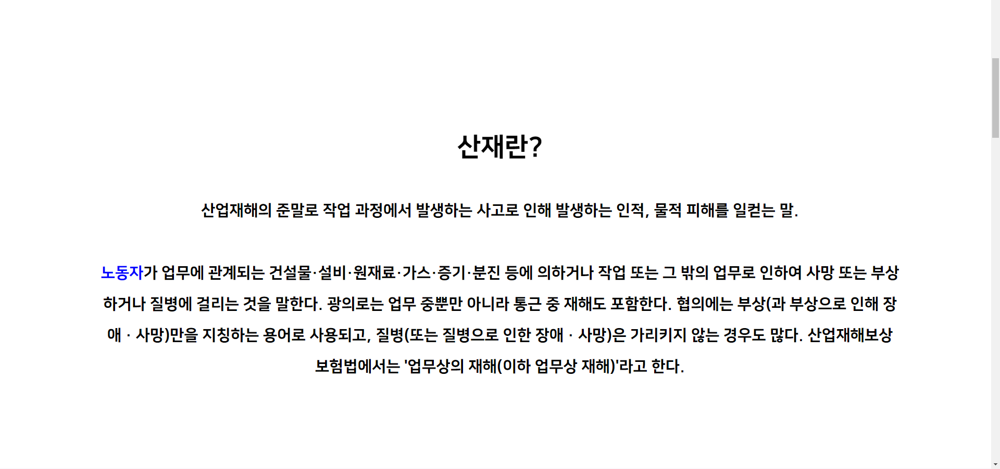 산재란?
산업재해의 준말로 작업 과정에서 발생하는 사고로 인해 발생하는 인적, 물적 피해를 일컫는 말.
노동자가 업무에 관계되는 건설물·설비·원재료·가스·증기·분진 등에 의하거나 작업 또는 그 밖의 업무로 인하여 사망 또는 부상
하거나 질병에 걸리는 것을 말한다. 광의로는 업무 중뿐만 아니라 통근 중 재해도 포함한다. 협의에는 부상(과 부상으로 인해 장
애 · 사망)만을 지칭하는 용어로 사용되고, 질병(또는 질병으로 인한 장애 · 사망)은 가리키지 않는 경우도 많다. 산업재해보상
보험법에서는 '업무상의 재해(이하 업무상 재해)'라고 한다.